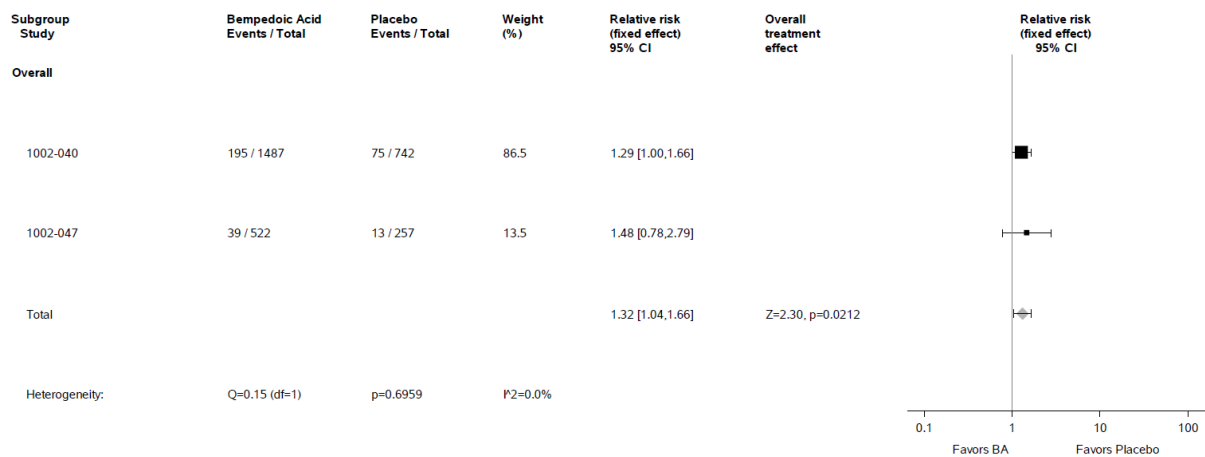 Subgroup Bempedoic Acid Placebo Weight Relative risk Overall Relative risk
Study Events / Total Events / Total (%) (fixed effect) treatment (fixed effect)
95% CI effect 95% CI
Overall
1002-040 195 / 1487 75 / 742 86.5 1.29 [1.00,1.66]
1002-047 39 / 522 13 / 257 13.5 1.48 [0.78,2.79]
Total 1.32 [1.04,1.66] Z=2.30, p=0.0212
Heterogeneity: Q=0.15 (df=1) p=0.6959 I^2=0.0%
0.1 1 10 100
Favors BA Favors Placebo